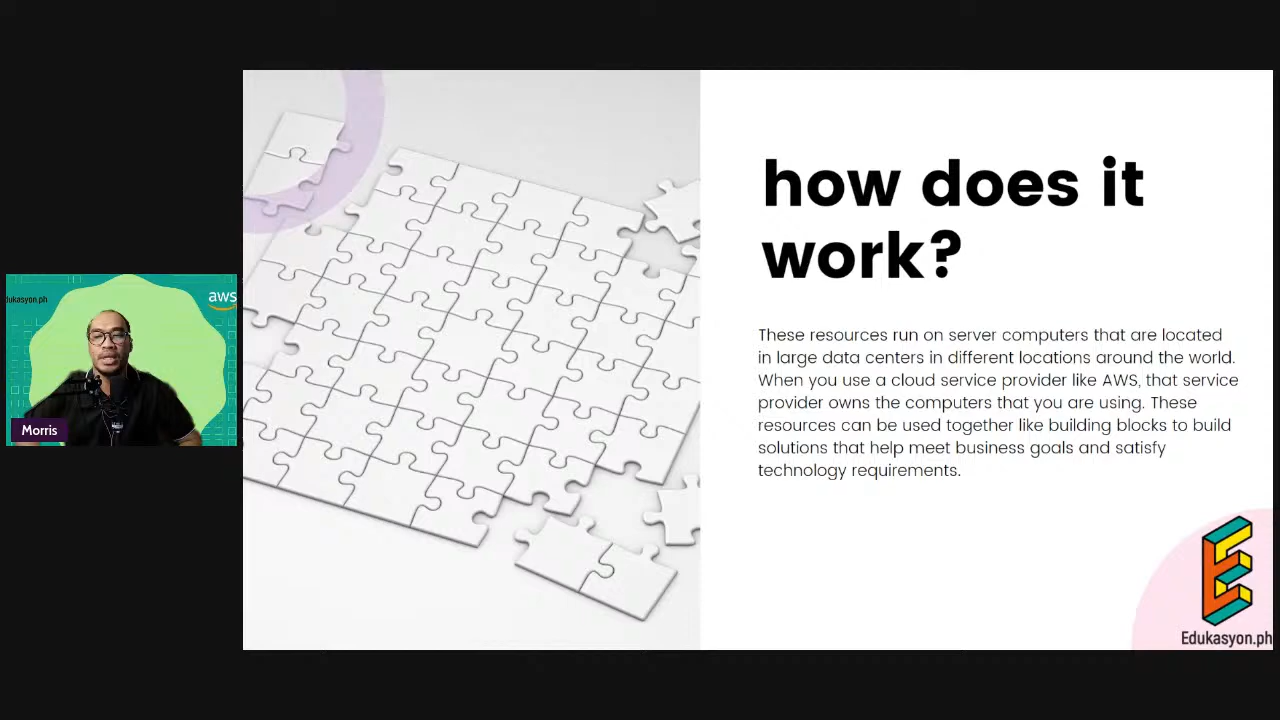 how does it
work?
These resources run on server computers that are located
in large data centers in different locations around the world.
When you use a cloud service provider like AWS, that service
provider owns the computers that you are using. These
resources can be used together like building blocks to build
solutions that help meet business goals and satisfy
technology requirements.
Edukasyon.ph
dukasyon.ph
aws
Morris